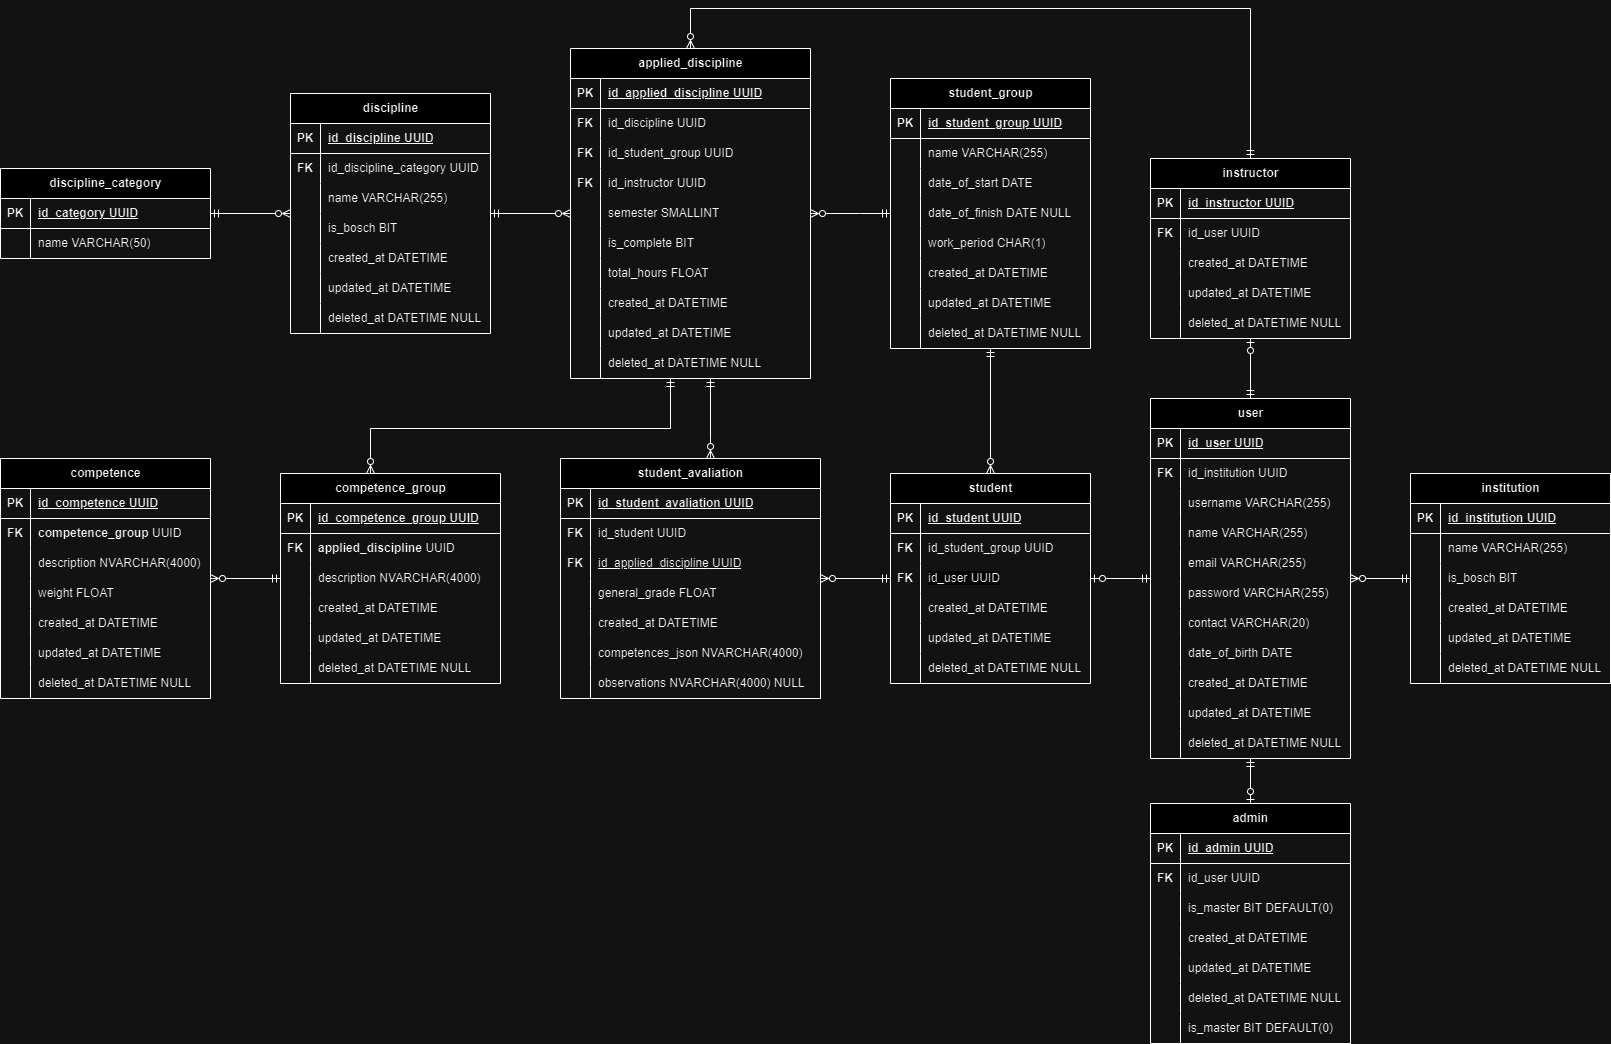 applied_discipline
PK id_applied_discipline UUID
FK id_discipline UUID
FK id_student_group UUID
FK id_instructor UUID
semester SMALLINT
is_complete BIT
total_hours FLOAT
created_at DATETIME
updated_at DATETIME
deleted_at DATETIME NULL
student_group
PK id_student_group UUID
name VARCHAR(255)
date_of_start DATE
date_of_finish DATE NULL
work_period CHAR(1)
created_at DATETIME
updated_at DATETIME
deleted_at DATETIME NULL
discipline
PK id_discipline UUID
FK id_discipline_category UUID
name VARCHAR(255)
is_bosch BIT
created_at DATETIME
updated_at DATETIME
deleted_at DATETIME NULL
discipline_category
PK id_category UUID
name VARCHAR(50)
instructor
PK id_instructor UUID
FK id_user UUID
created_at DATETIME
updated_at DATETIME
deleted_at DATETIME NULL
competence
PK id_competence UUID
FK competence_group UUID
description NVARCHAR(4000)
weight FLOAT
created_at DATETIME
updated_at DATETIME
deleted_at DATETIME NULL
competence_group
PK id_competence_group UUID
FK applied_discipline UUID
description NVARCHAR(4000)
created_at DATETIME
updated_at DATETIME
deleted_at DATETIME NULL
student_avaliation
PK id_student_avaliation UUID
FK id_student UUID
FK id_applied_discipline UUID
general_grade FLOAT
created_at DATETIME
competences_json NVARCHAR(4000)
observations NVARCHAR(4000) NULL
student
PK id_student UUID
FK id_student_group UUID
FK id_user UUID
created_at DATETIME
updated_at DATETIME
deleted_at DATETIME NULL
user
PK id_user UUID
FK id_institution UUID
username VARCHAR(255)
name VARCHAR(255)
email VARCHAR(255)
password VARCHAR(255)
contact VARCHAR(20)
date_of_birth DATE
created_at DATETIME
updated_at DATETIME
deleted_at DATETIME NULL
institution
PK id_institution UUID
name VARCHAR(255)
is_bosch BIT
created_at DATETIME
updated_at DATETIME
deleted_at DATETIME NULL
admin
PK id_admin UUID
FK id_user UUID
is_master BIT DEFAULT(0)
created_at DATETIME
updated_at DATETIME
deleted_at DATETIME NULL
is_master BIT DEFAULT(0)